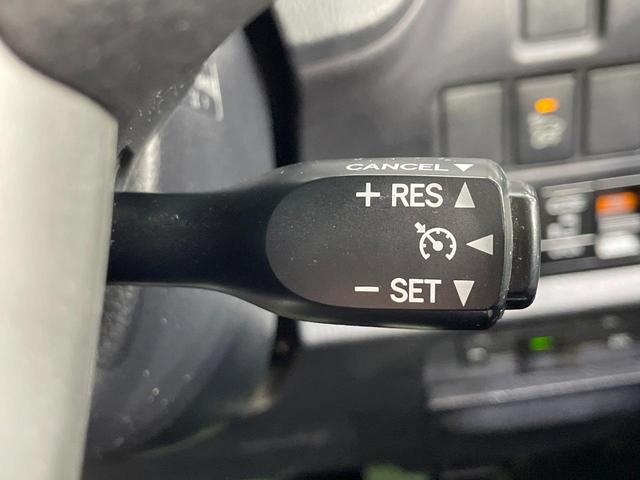 CANCEL ▼
+ RES ▲
− SET ▼